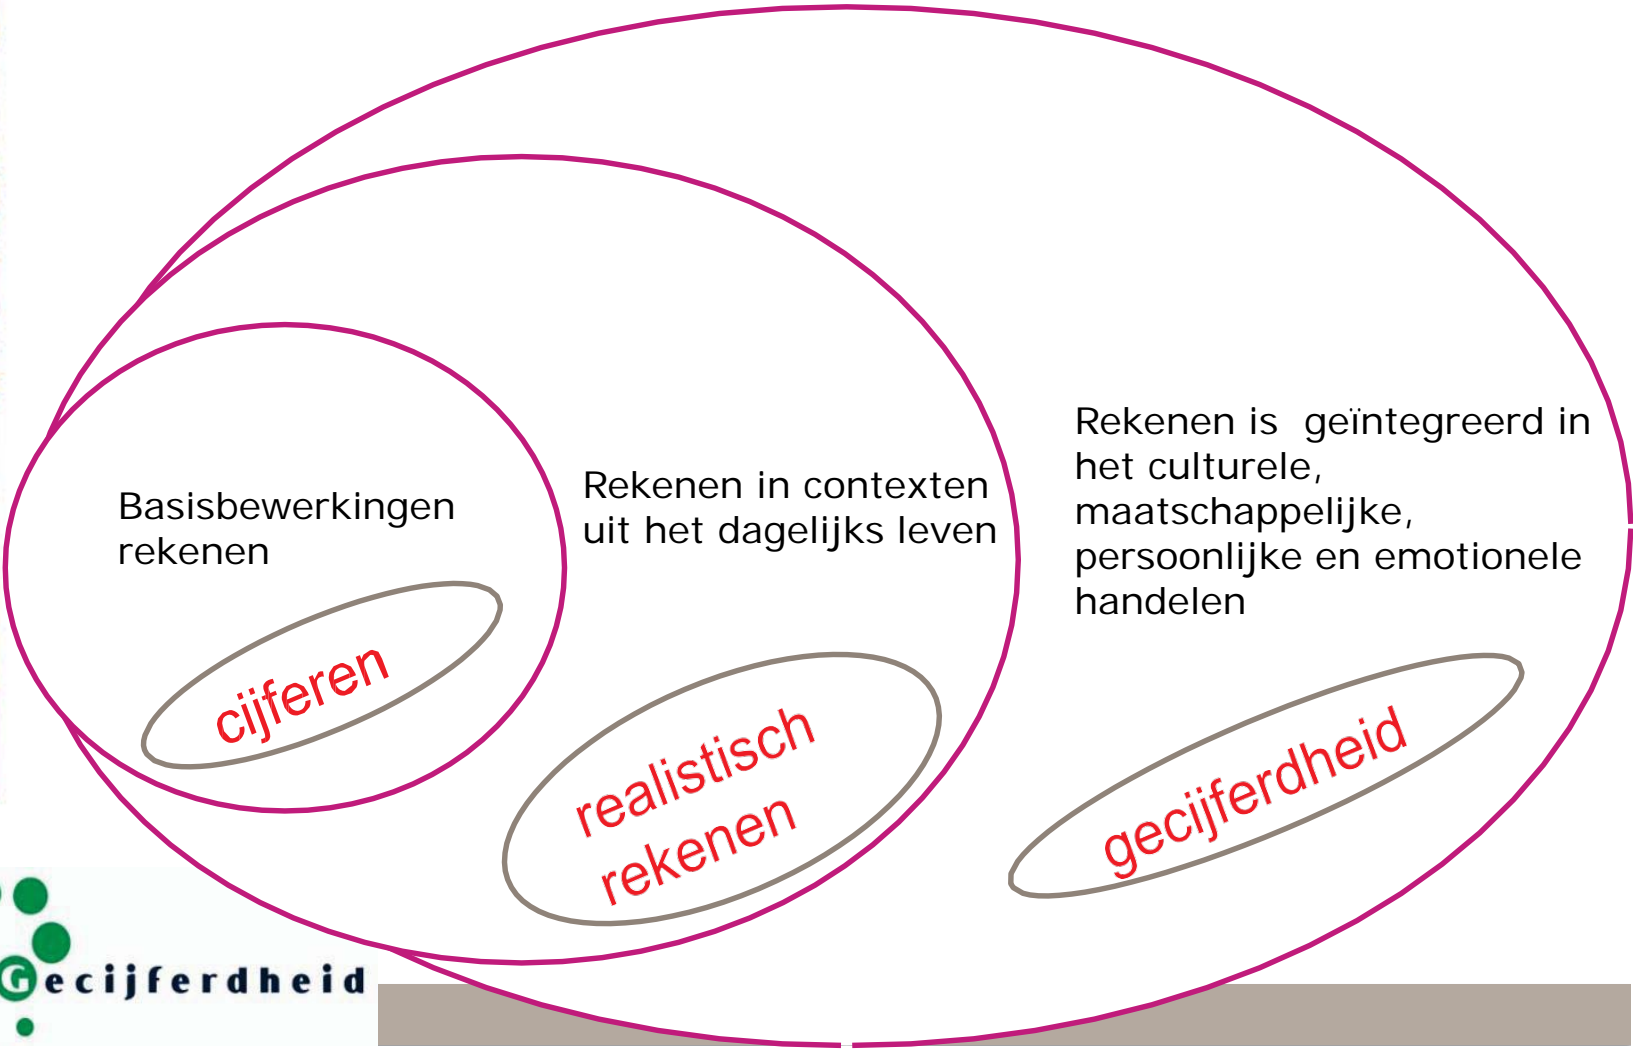 Basisbewerkingen
rekenen
cijferen
Rekenen in contexten
uit het dagelijks leven
realistisch
rekenen
Rekenen is  geïntegreerd in
het culturele,
maatschappelijke,
persoonlijke en emotionele
handelen
gecijferdheid
Gecijferdheid